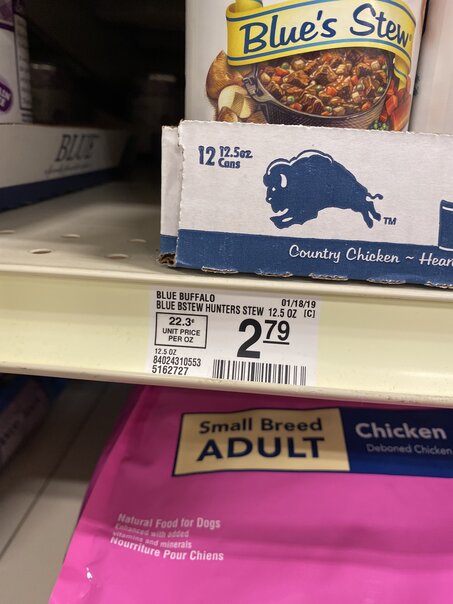 Blue's Stew
12 12.5oz
Cans
BLUE
TM
Country Chicken ~ Hear
BLUE BUFFALO 01/18/19
BLUE BSTEW HUNTERS STEW 12.5 OZ [C]
22.3¢
UNIT PRICE
PER OZ
2.79
12.5 OZ
84024310553
5162727
Small Breed
ADULT
Chicken
Deboned Chicken
Natural Food for Dogs
Enhanced with added
vitamins and minerals
Nourriture Pour Chiens